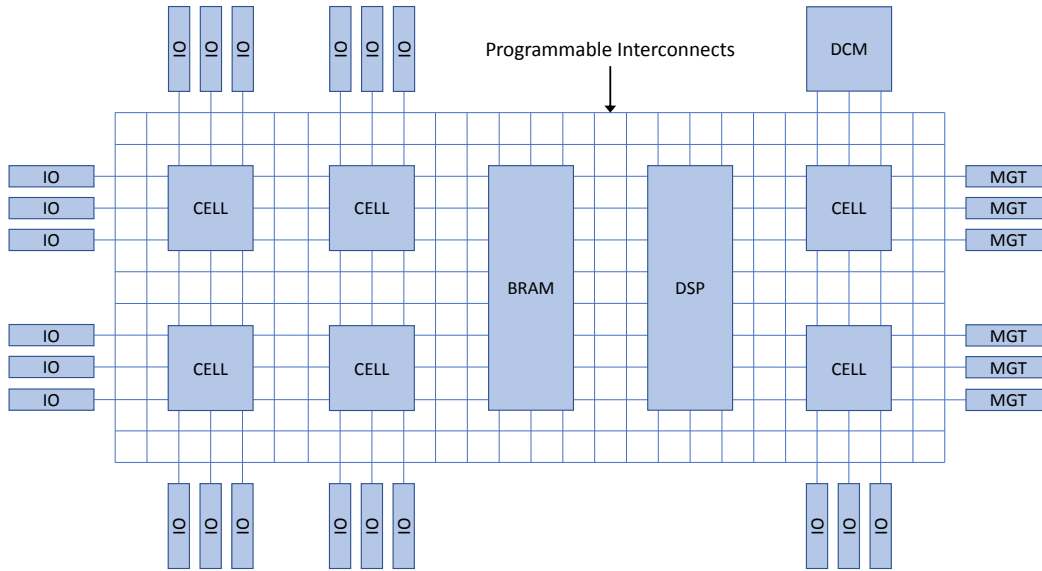 IO IO IO IO IO IO
Programmable Interconnects
DCM
IO CELL CELL CELL MGT
IO MGT
IO MGT
BRAM DSP
IO MGT
IO CELL CELL CELL MGT
IO MGT
IO IO IO IO IO IO IO IO IO